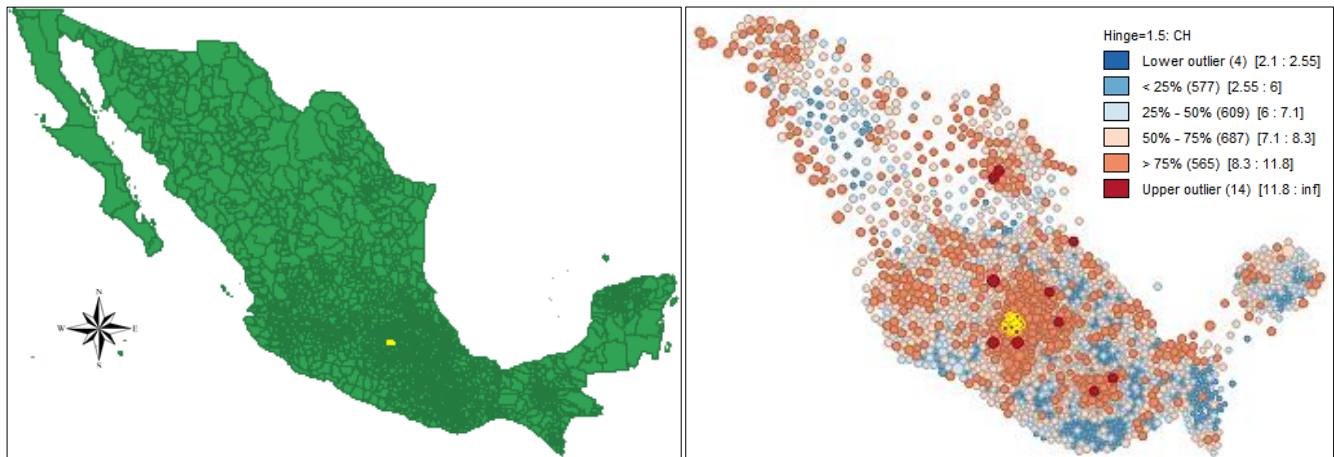 N
W
E
S
Hinge=1.5: CH
Lower outlier (4) [2.1 : 2.55]
< 25% (577) [2.55 : 6]
25% - 50% (609) [6 : 7.1]
50% - 75% (687) [7.1 : 8.3]
> 75% (565) [8.3 : 11.8]
Upper outlier (14) [11.8 : inf]